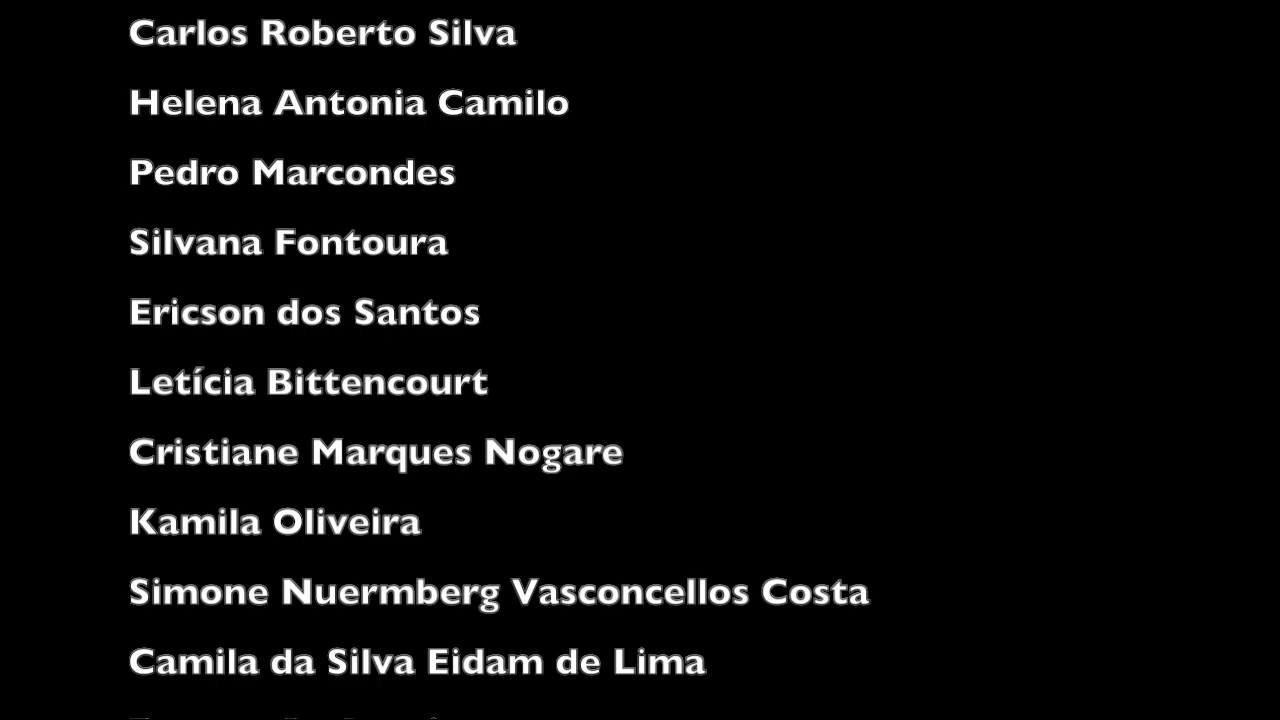 Carlos Roberto Silva
Helena Antonia Camilo
Pedro Marcondes
Silvana Fontoura
Ericson dos Santos
Letícia Bittencourt
Cristiane Marques Nogare
Kamila Oliveira
Simone Nuermberg Vasconcellos Costa
Camila da Silva Eidam de Lima